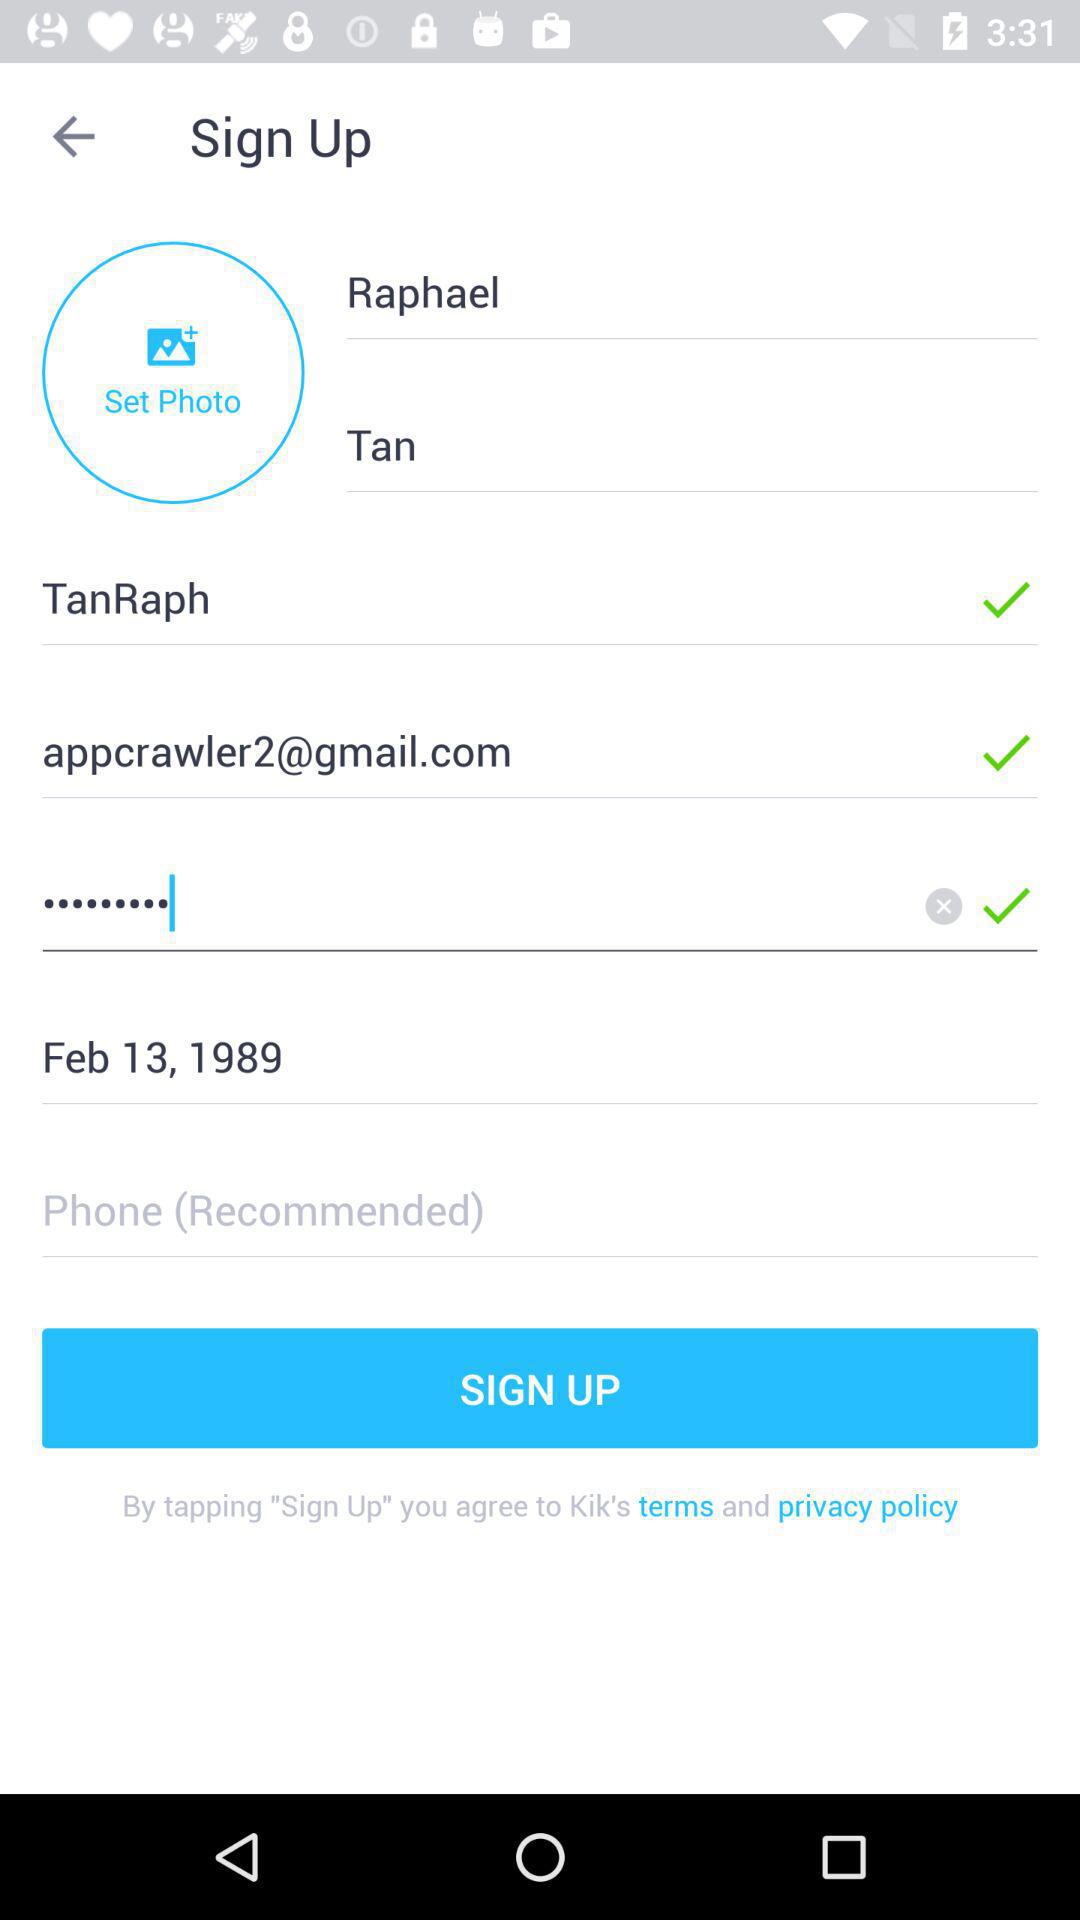 FAKE
3:31
Sign Up
Set Photo
Raphael
Tan
TanRaph
appcrawler2@gmail.com
•••••••••
Feb 13, 1989
Phone (Recommended)
SIGN UP
By tapping "Sign Up" you agree to Kik's terms and privacy policy